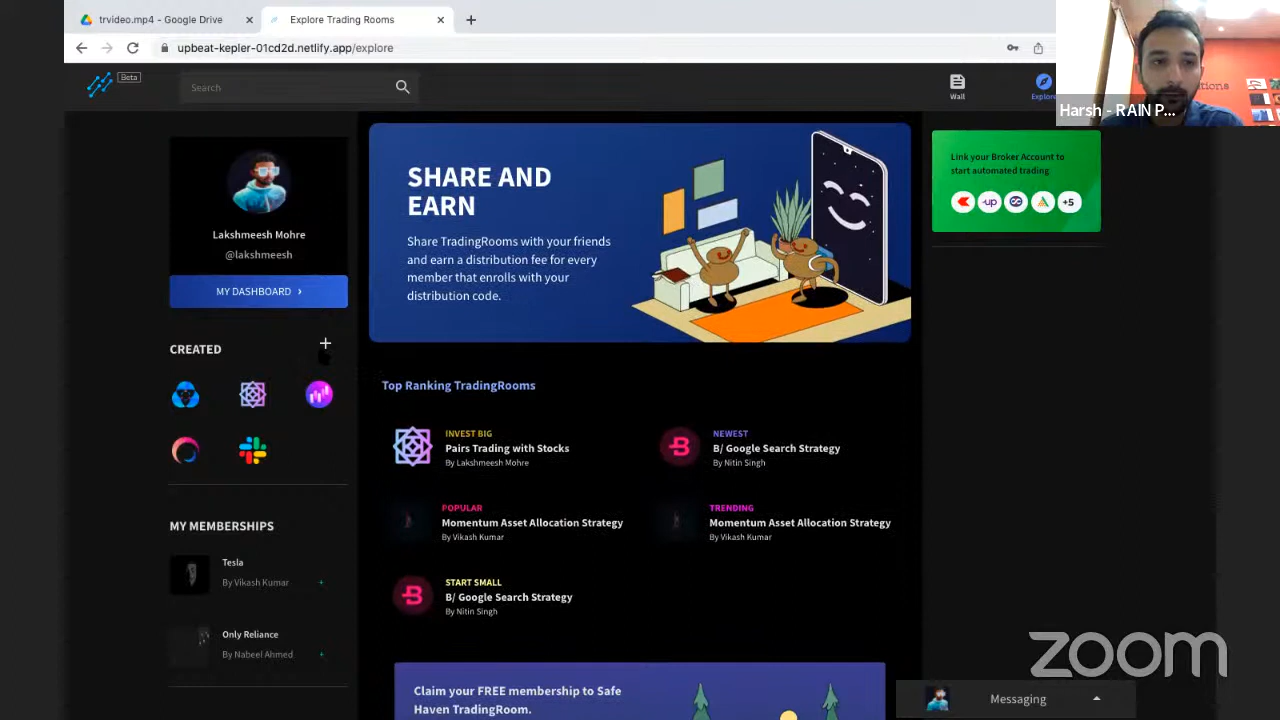 trvideo.mp4 - Google Drive
Explore Trading Rooms
upbeat-kepler-01cd2d.netlify.app/explore
Beta
Search
Wall
Explore
Harsh - RAIN P...
Lakshmeesh Mohre
@lakshmeesh
MY DASHBOARD ›
CREATED
MY MEMBERSHIPS
Tesla
By Vikash Kumar
Only Reliance
By Nabeel Ahmed
SHARE AND
EARN
Share TradingRooms with your friends
and earn a distribution fee for every
member that enrolls with your
distribution code.
Top Ranking TradingRooms
INVEST BIG
Pairs Trading with Stocks
By Lakshmeesh Mohre
NEWEST
B/ Google Search Strategy
By Nitin Singh
POPULAR
Momentum Asset Allocation Strategy
By Vikash Kumar
TRENDING
Momentum Asset Allocation Strategy
By Vikash Kumar
START SMALL
B/ Google Search Strategy
By Nitin Singh
Claim your FREE membership to Safe
Haven TradingRoom.
Link your Broker Account to
start automated trading
up
+5
zoom
Messaging